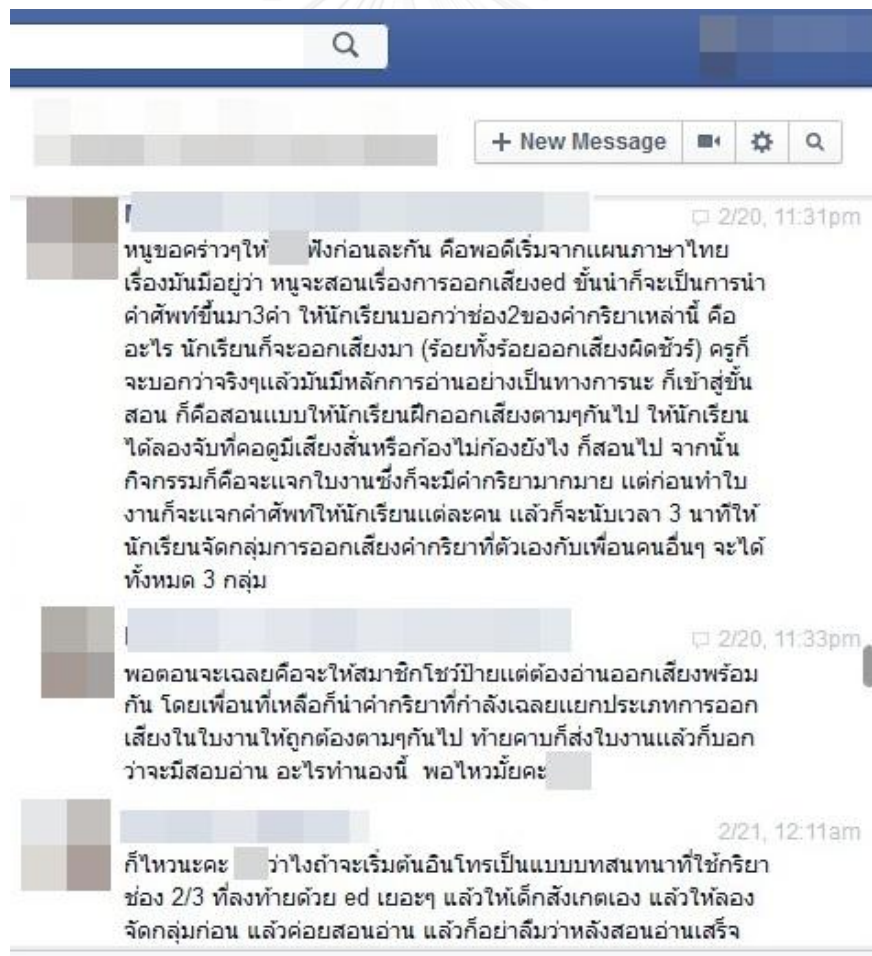 + New Message
2/20, 11:31pm
หนูขอคร่าวๆให้ ฟังก่อนละกัน คือพอดีเริ่มจากแผนภาษาไทย
เรื่องมันมีอยู่ว่า หนูจะสอนเรื่องการออกเสียงed ขั้นนำก็จะเป็นการนำ
คำศัพท์ขึ้นมา3คำ ให้นักเรียนบอกว่าช่อง2ของคำกริยาเหล่านี้ คือ
อะไร นักเรียนก็จะออกเสียงมา (ร้อยทั้งร้อยออกเสียงผิดชัวร์) ครูก็
จะบอกว่าจริงๆแล้วมันมีหลักการอ่านอย่างเป็นทางการนะ ก็เข้าสู่ขั้น
สอน ก็คือสอนแบบให้นักเรียนฝึกออกเสียงตามๆกันไป ให้นักเรียน
ได้ลองจับที่คอดูมีเสียงสั่นหรือก้องไม่ก้องยังไง ก็สอนไป จากนั้น
กิจกรรมก็คือจะแจกใบงานซึ่งก็จะมีคำกริยามากมาย แต่ก่อนทำใบ
งานก็จะแจกคำศัพท์ให้นักเรียนแต่ละคน แล้วก็จะนับเวลา 3 นาทีให้
นักเรียนจัดกลุ่มการออกเสียงคำกริยาที่ตัวเองกับเพื่อนคนอื่นๆ จะได้
ทั้งหมด 3 กลุ่ม
2/20, 11:33pm
พอตอนจะเฉลยคือจะให้สมาชิกโชว์ป้ายแต่ต้องอ่านออกเสียงพร้อม
กัน โดยเพื่อนที่เหลือก็นำคำกริยาที่กำลังเฉลยแยกประเภทการออก
เสียงในใบงานให้ถูกต้องตามๆกันไป ท้ายคาบก็ส่งใบงานแล้วก็บอก
ว่าจะมีสอบอ่าน อะไรทำนองนี้ พอไหวมั้ยคะ
2/21, 12:11am
ก็ไหวนะคะ ว่าไงถ้าจะเริ่มต้นอินโทรเป็นแบบบทสนทนาที่ใช้กริยา
ช่อง 2/3 ที่ลงท้ายด้วย ed เยอะๆ แล้วให้เด็กสังเกตเอง แล้วให้ลอง
จัดกลุ่มก่อน แล้วค่อยสอนอ่าน แล้วก็อย่าลืมว่าหลังสอนอ่านเสร็จ